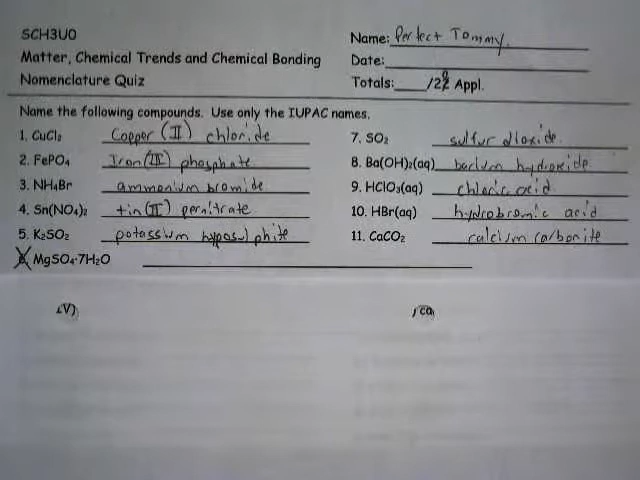 SCH3U0
Name: Perfect Tommy.
Matter, Chemical Trends and Chemical Bonding
Date:
Nomenclature Quiz
Totals: /22 Appl.
Name the following compounds. Use only the IUPAC names.
1. CuCl₂ Copper (II) chloride
2. FePO₄ Iron (III) phosphate
3. NH₄Br ammonium bromide
4. Sn(NO₄)₂ tin (II) pernitrate
5. K₂SO₂ potassium hyposulphite
6. MgSO₄·7H₂O
7. SO₂ sulfur dioxide.
8. Ba(OH)₂(aq) barium hydroxide
9. HClO₃(aq) chloric acid
10. HBr(aq) hydrobromic acid
11. CaCO₂ calcium carbonite